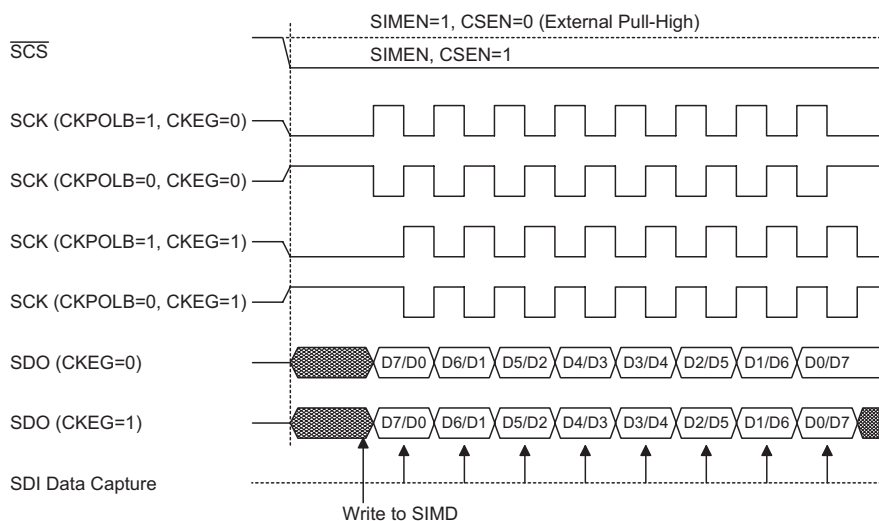 SIMEN=1, CSEN=0 (External Pull-High)
SCS
SIMEN, CSEN=1
SCK (CKPOLB=1, CKEG=0)
SCK (CKPOLB=0, CKEG=0)
SCK (CKPOLB=1, CKEG=1)
SCK (CKPOLB=0, CKEG=1)
SDO (CKEG=0) D7/D0 D6/D1 D5/D2 D4/D3 D3/D4 D2/D5 D1/D6 D0/D7
SDO (CKEG=1) D7/D0 D6/D1 D5/D2 D4/D3 D3/D4 D2/D5 D1/D6 D0/D7
SDI Data Capture
Write to SIMD